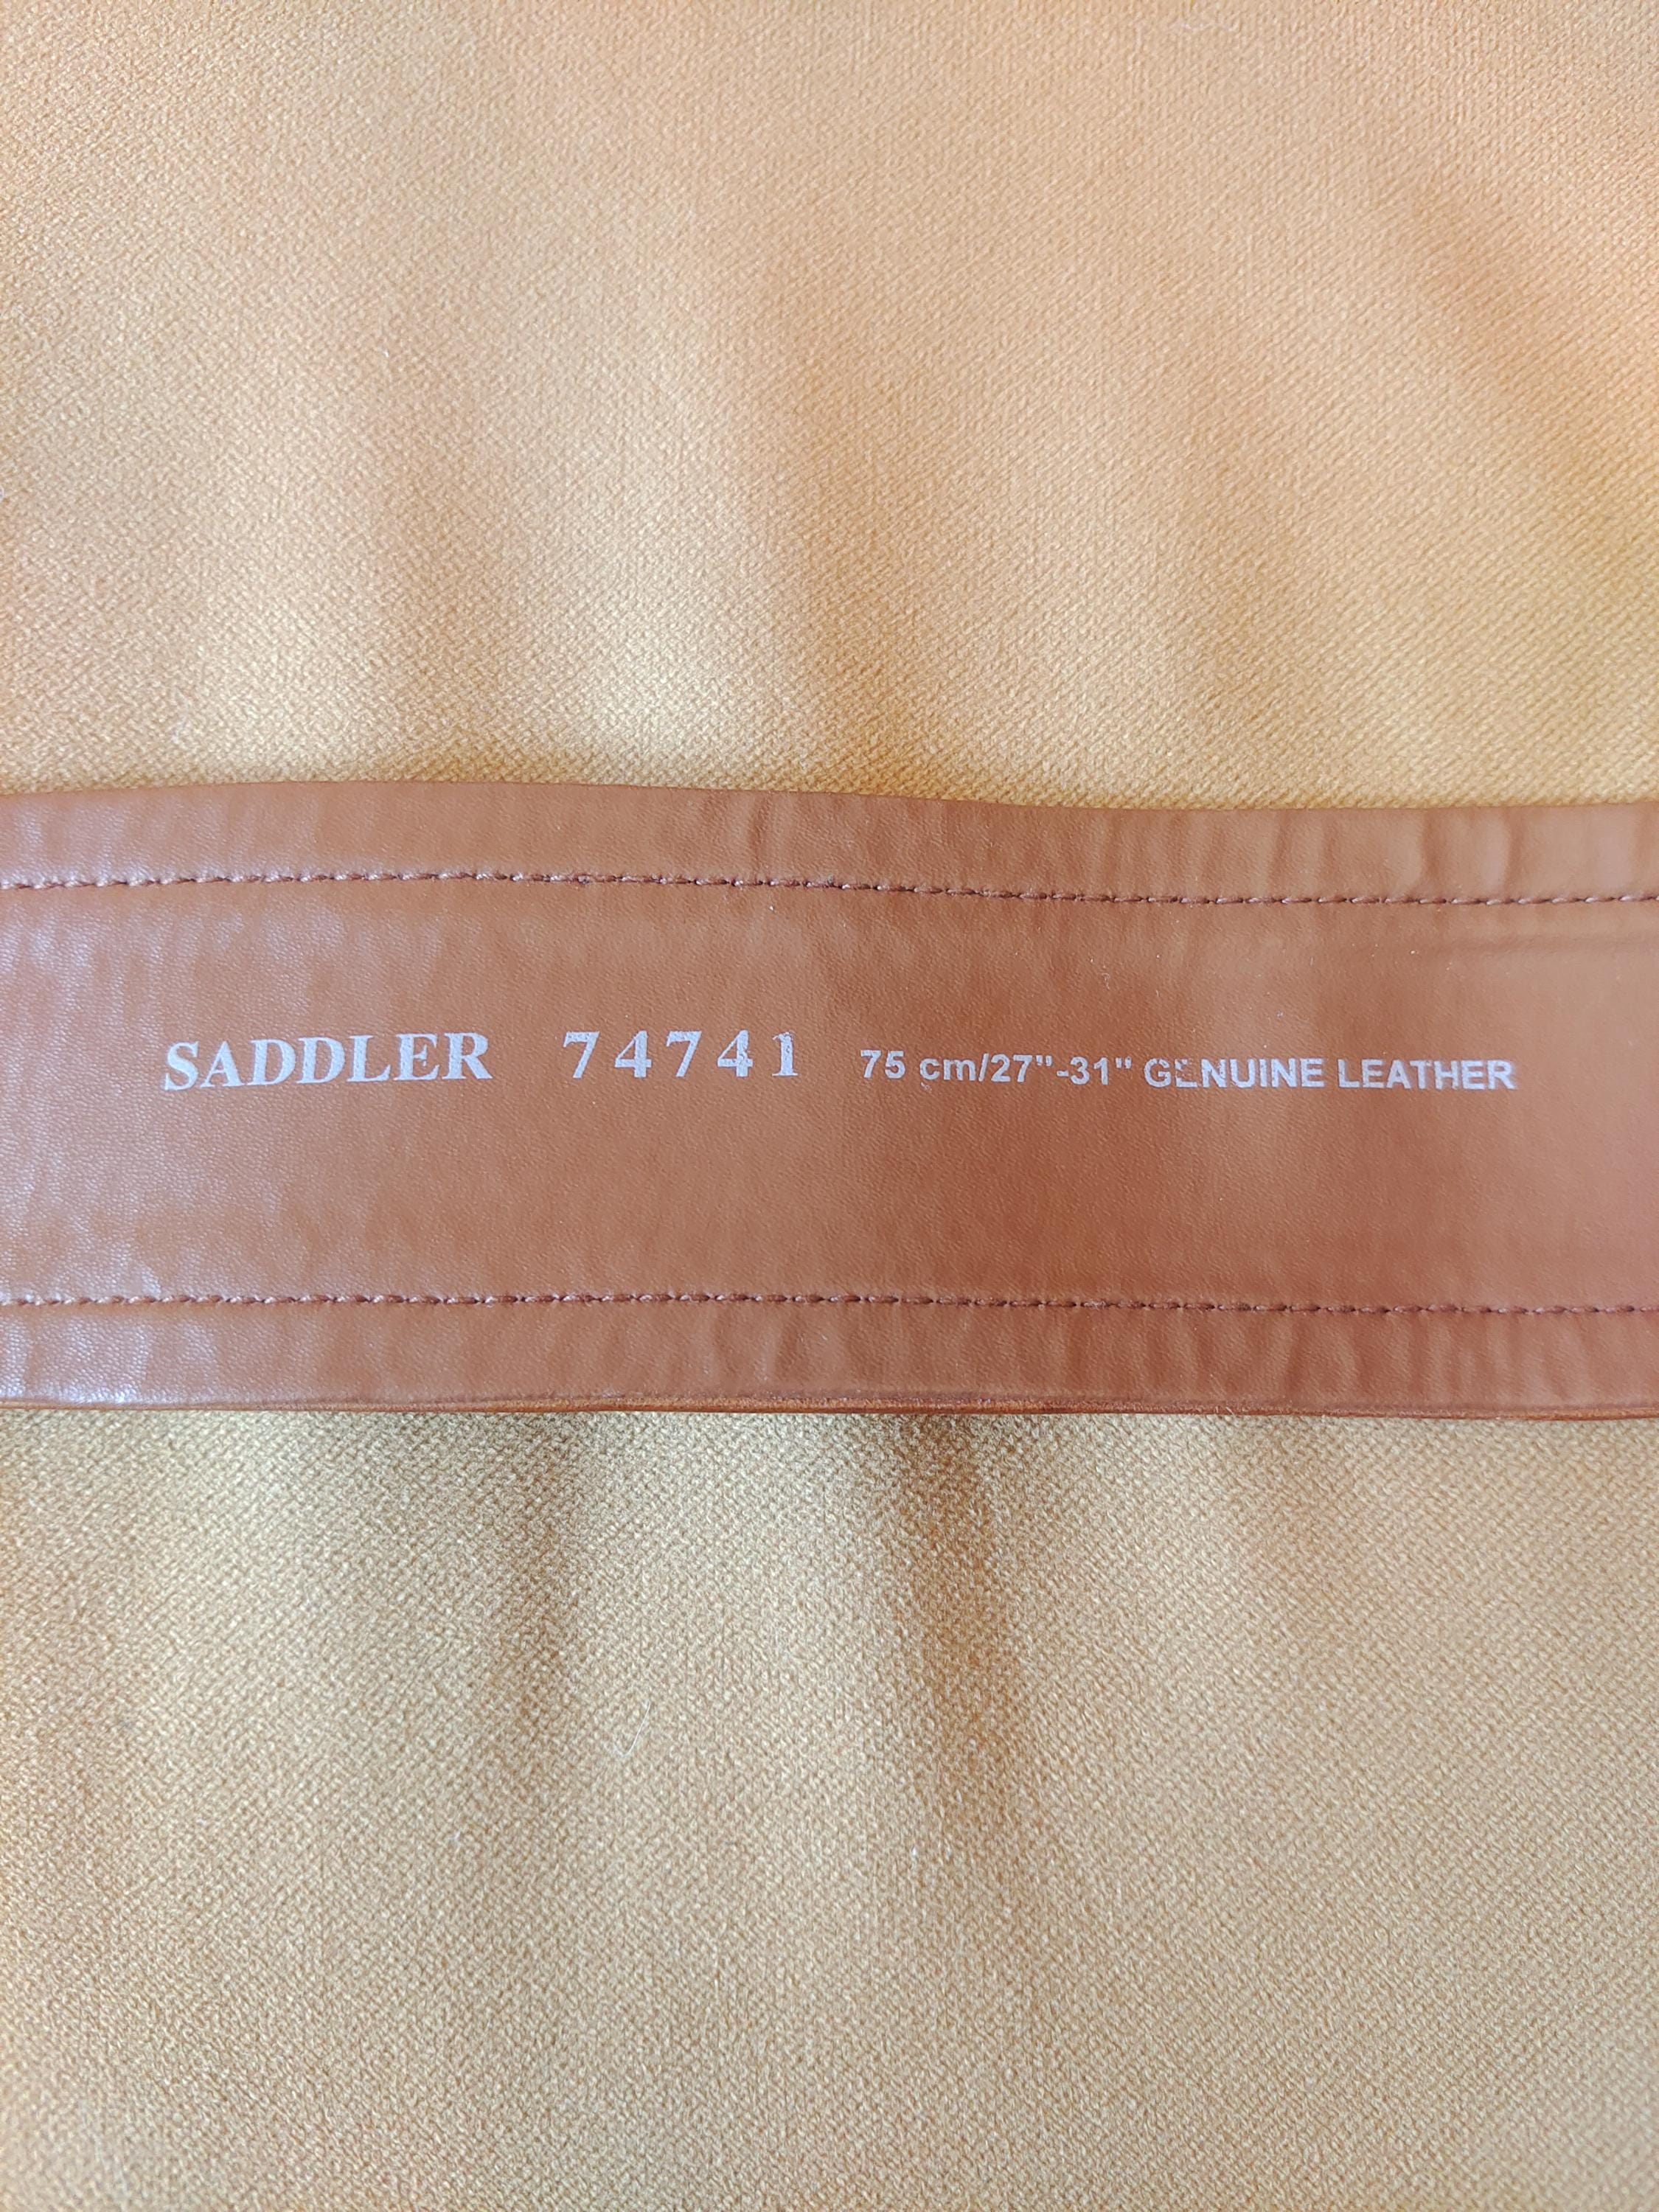 SADDLER 74741 75 cm/27"-31" GENUINE LEATHER